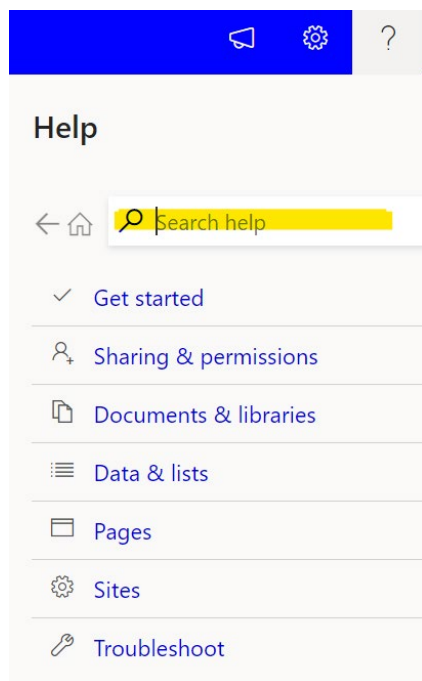 ?
Help
Search help
Get started
Sharing & permissions
Documents & libraries
Data & lists
Pages
Sites
Troubleshoot